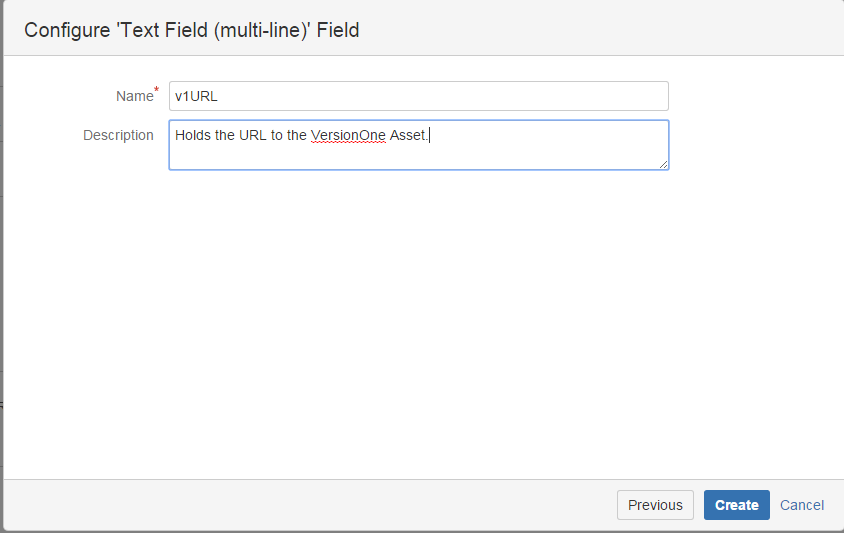 Configure 'Text Field (multi-line)' Field
Name*
v1URL
Description
Holds the URL to the VersionOne Asset.
Previous
Create
Cancel